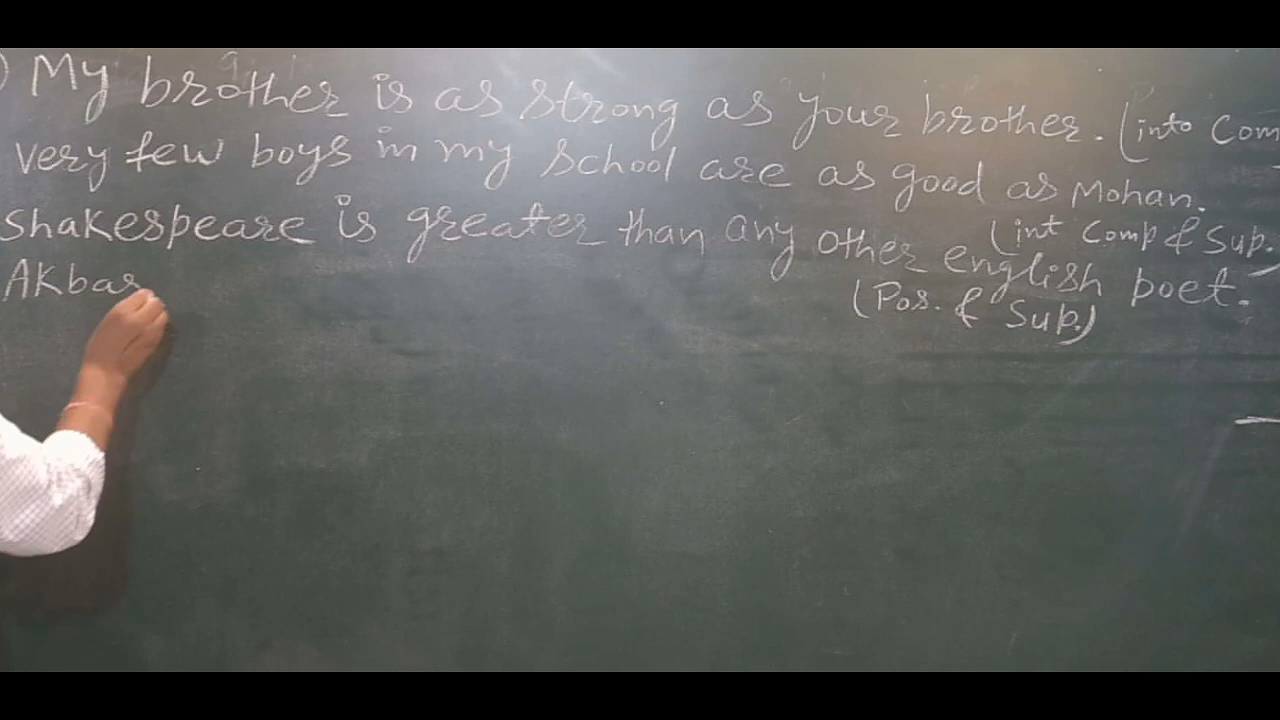 ) My brother is as strong as your brother. (into Com
very few boys in my school are as good as Mohan.
(int Comp & Sup.)
Shakespeare is greater than any other english poet.
(Pos. & Sup.)
Akbar